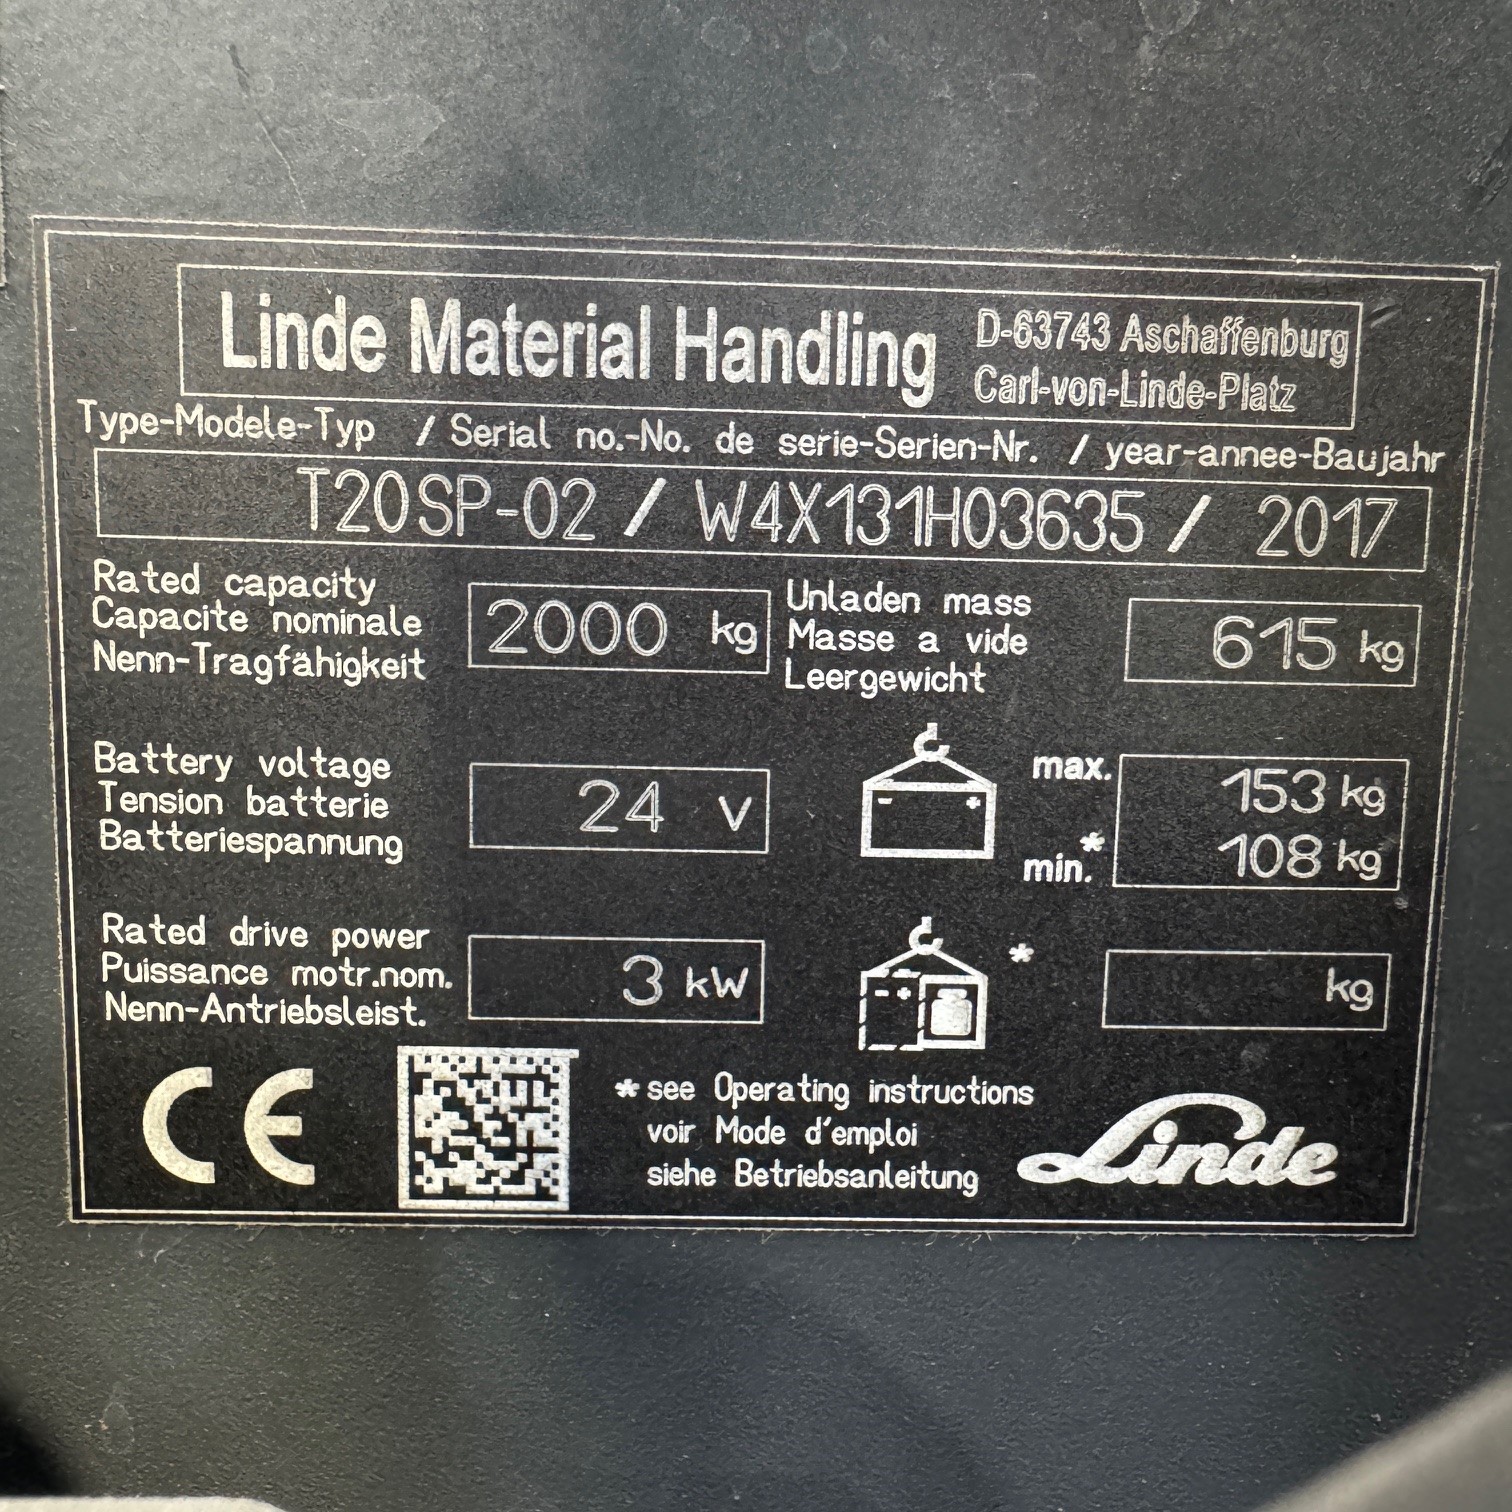 Linde Material Handling D-63743 Aschaffenburg
Carl-von-Linde-Platz
Type-Modele-Typ / Serial no.-No. de serie-Serien-Nr. / year-annee-Baujahr
T20SP-02 / W4X131H03635 / 2017
Rated capacity
Capacite nominale
Nenn-Tragfähigkeit
2000 kg
Unladen mass
Masse a vide
Leergewicht
615 kg
Battery voltage
Tension batterie
Batteriespannung
24 V
- +
max. 153 kg
min.* 108 kg
Rated drive power
Puissance motr.nom.
Nenn-Antriebsleist.
3 kW
- +
* kg
CE
* see Operating instructions
voir Mode d'emploi
siehe Betriebsanleitung
Linde